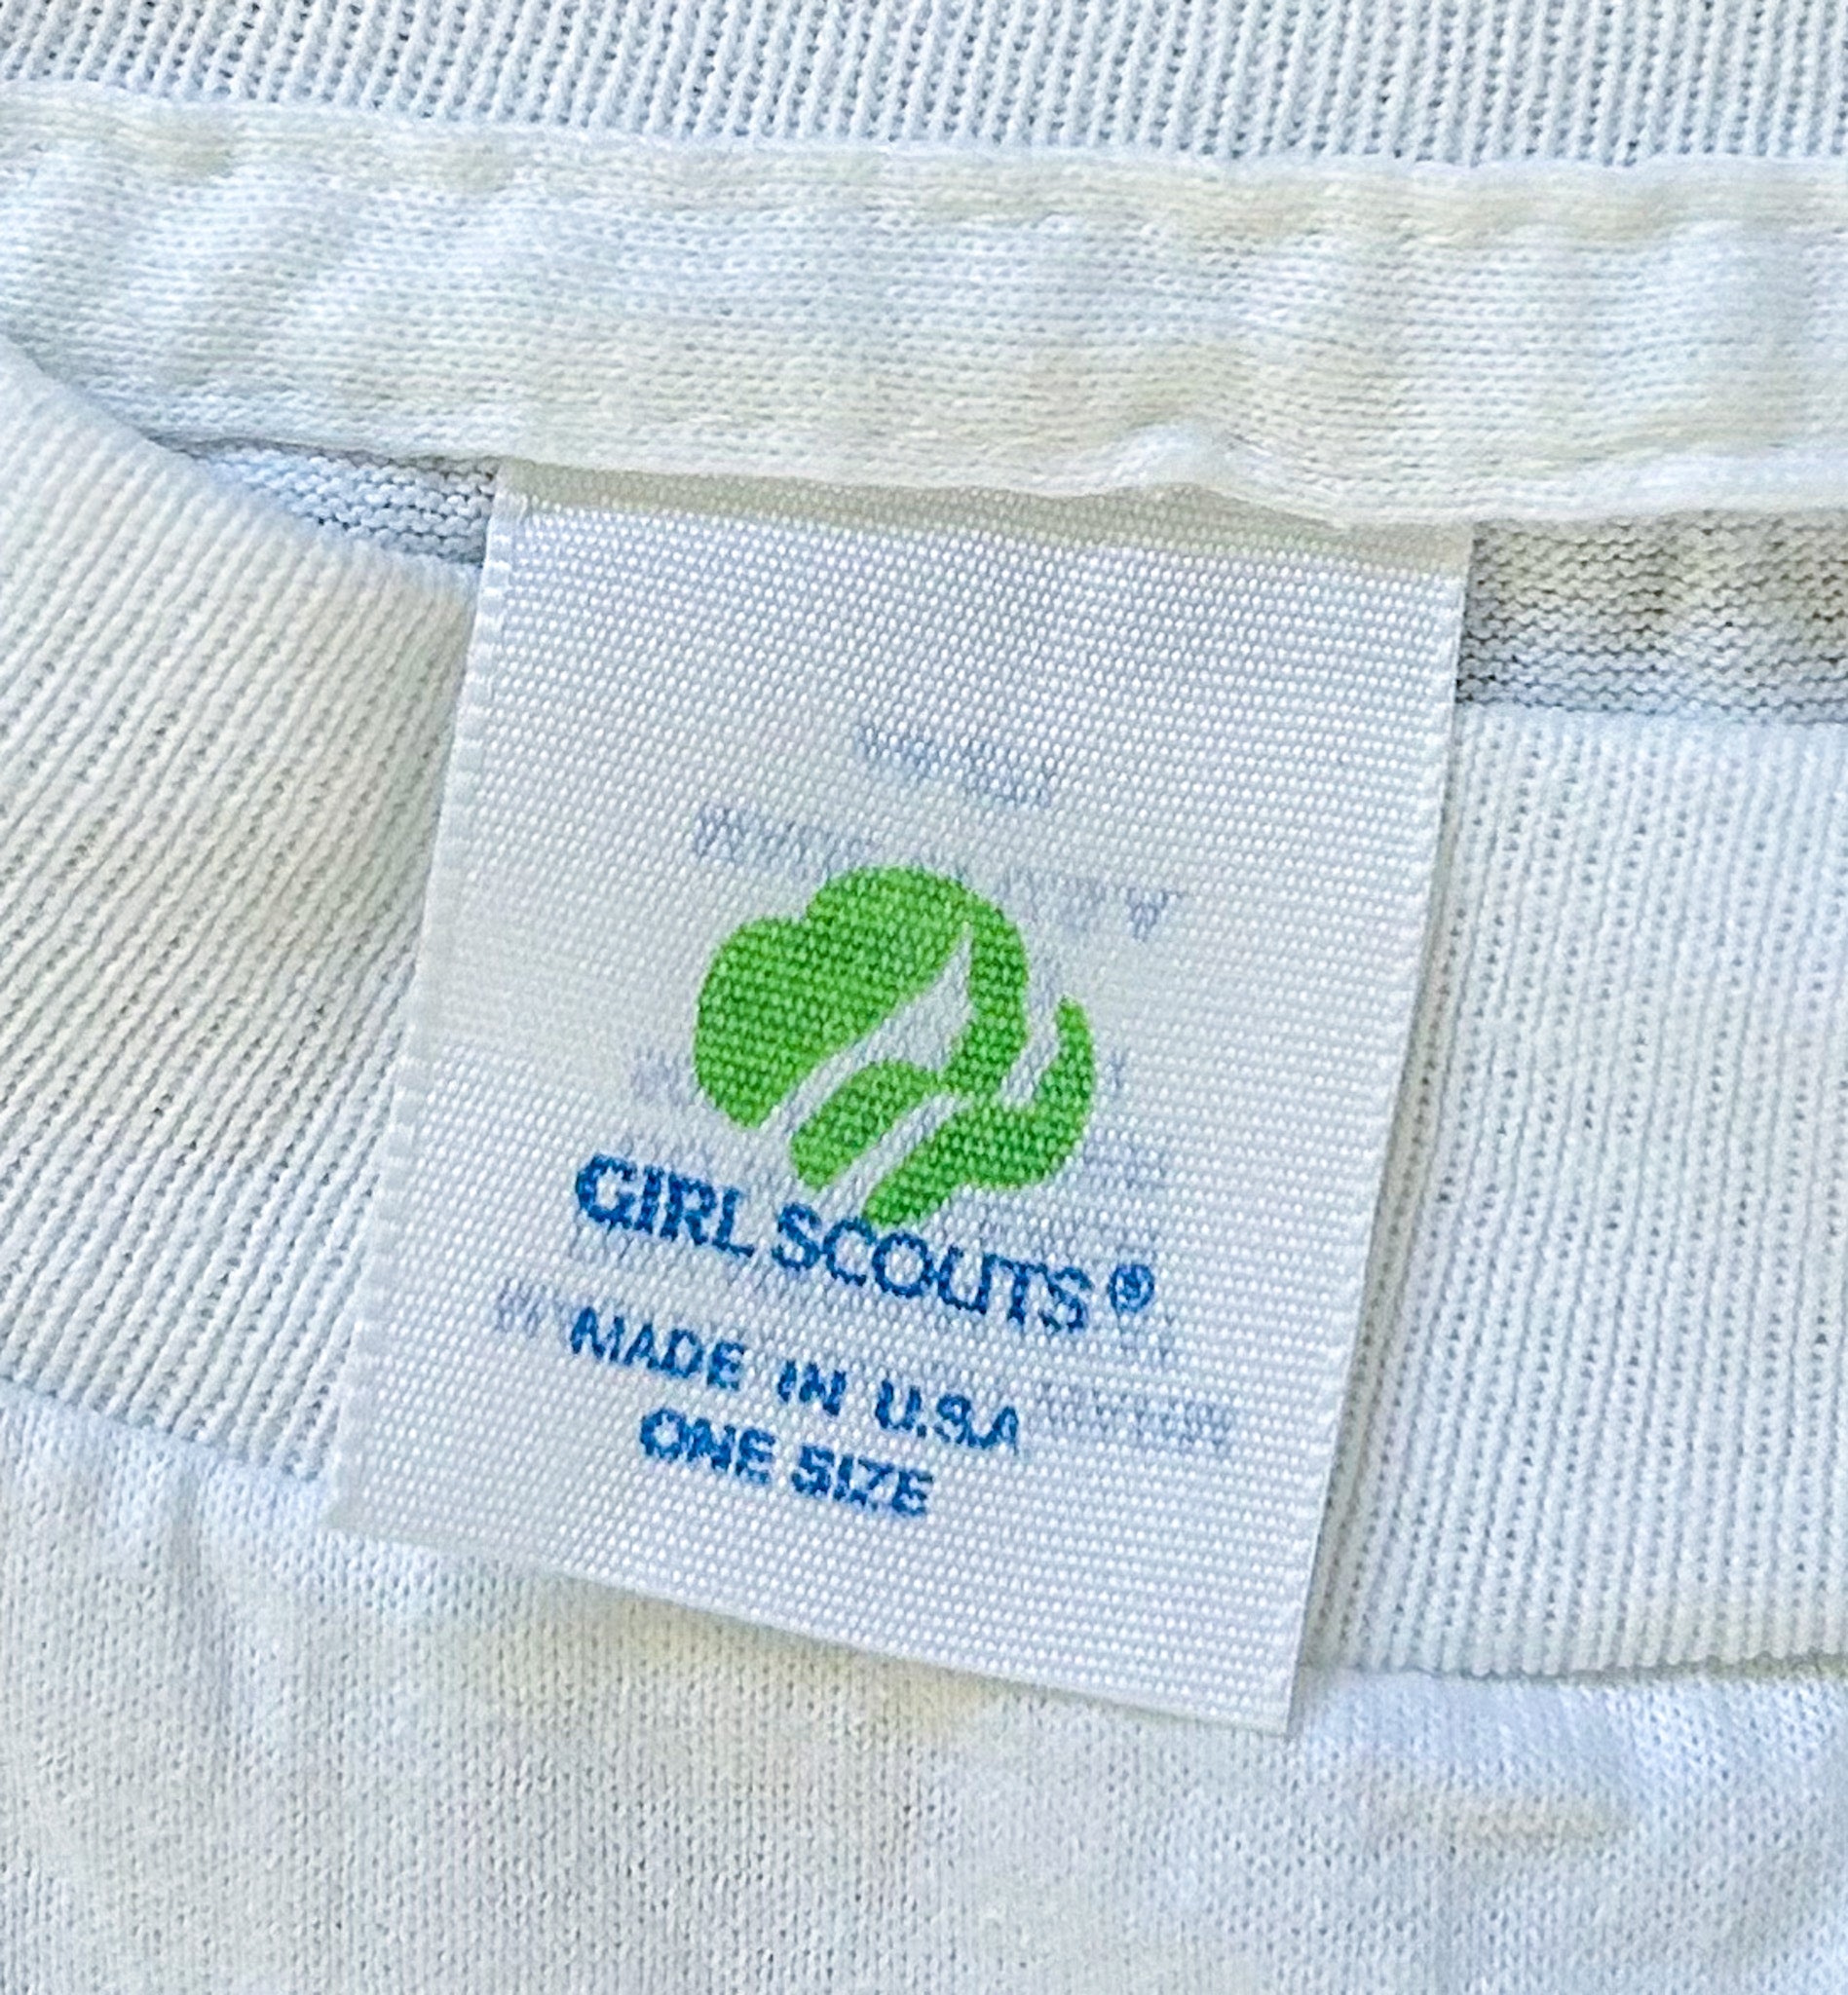 GIRL SCOUTS ®
MADE IN U.S.A
ONE SIZE